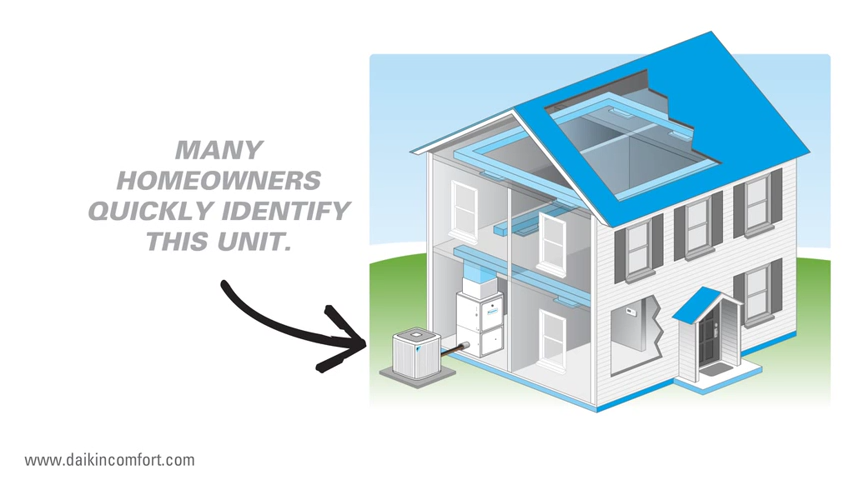 MANY
HOMEOWNERS
QUICKLY IDENTIFY
THIS UNIT.
www.daikincomfort.com